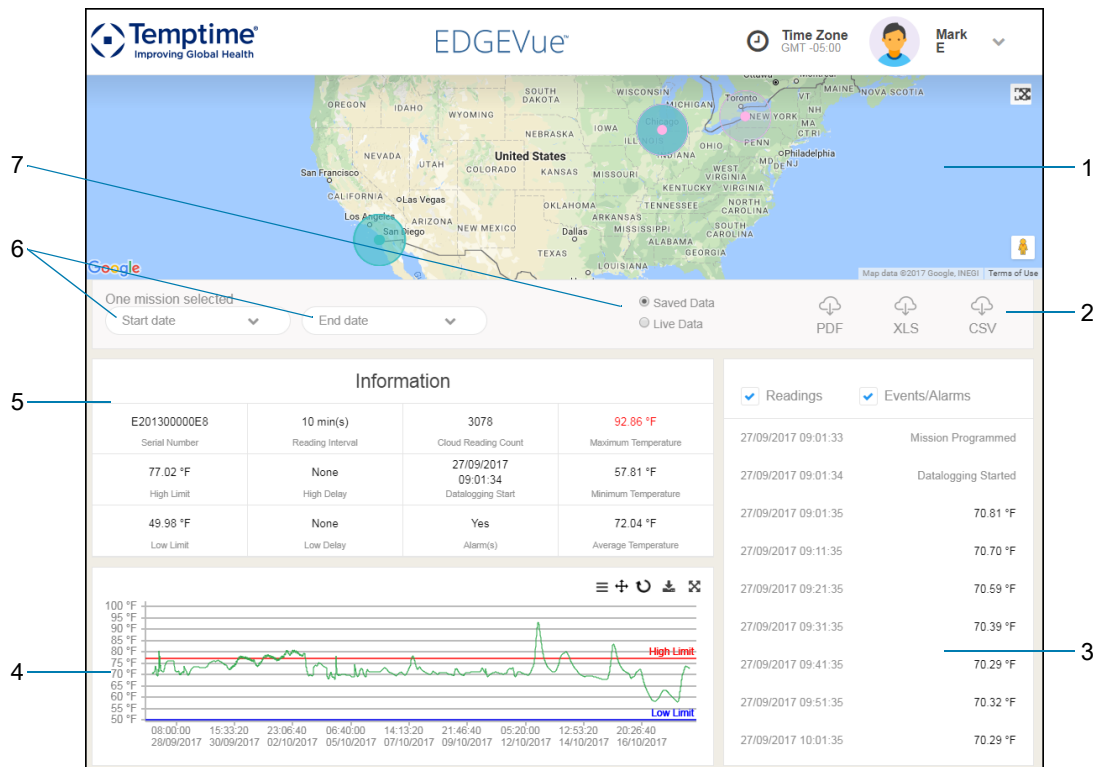 Temptime®
Improving Global Health
EDGEVue™
Time Zone
GMT -05:00
Mark
E
OREGON
IDAHO
WYOMING
SOUTH
DAKOTA
WISCONSIN
MICHIGAN
Toronto
VT
MAINE
NOVA SCOTIA
NH
NEW YORK
MA
CT RI
Chicago
IOWA
NEBRASKA
NEVADA
UTAH
United States
COLORADO
KANSAS
MISSOURI
INDIANA
OHIO
PENN
Philadelphia
MD
DE
NJ
WEST
VIRGINIA
VIRGINIA
KENTUCKY
San Francisco
CALIFORNIA
Las Vegas
OKLAHOMA
TENNESSEE
NORTH
CAROLINA
Los Angeles
ARIZONA
NEW MEXICO
ARKANSAS
MISSISSIPPI
SOUTH
CAROLINA
San Diego
Dallas
ALABAMA
TEXAS
GEORGIA
LOUISIANA
Google
Map data ©2017 Google, INEGI
Terms of Use
7
1
6
One mission selected
Start date
End date
Saved Data
Live Data
PDF
XLS
CSV
2
5
Information
E201300000E8
Serial Number
10 min(s)
Reading Interval
3078
Cloud Reading Count
92.86 °F
Maximum Temperature
77.02 °F
High Limit
None
High Delay
27/09/2017
09:01:34
Datalogging Start
57.81 °F
Minimum Temperature
49.98 °F
Low Limit
None
Low Delay
Yes
Alarm(s)
72.04 °F
Average Temperature
Readings
Events/Alarms
27/09/2017 09:01:33 Mission Programmed
27/09/2017 09:01:34 Datalogging Started
27/09/2017 09:01:35 70.81 °F
27/09/2017 09:11:35 70.70 °F
27/09/2017 09:21:35 70.59 °F
27/09/2017 09:31:35 70.39 °F
27/09/2017 09:41:35 70.29 °F
27/09/2017 09:51:35 70.32 °F
27/09/2017 10:01:35 70.29 °F
3
4
100 °F
95 °F
90 °F
85 °F
80 °F
75 °F
70 °F
65 °F
60 °F
55 °F
50 °F
High Limit
Low Limit
08:00:00 15:33:20 23:06:40 06:40:00 14:13:20 21:46:40 05:20:00 12:53:20 20:26:40
28/09/2017 30/09/2017 02/10/2017 05/10/2017 07/10/2017 09/10/2017 12/10/2017 14/10/2017 16/10/2017